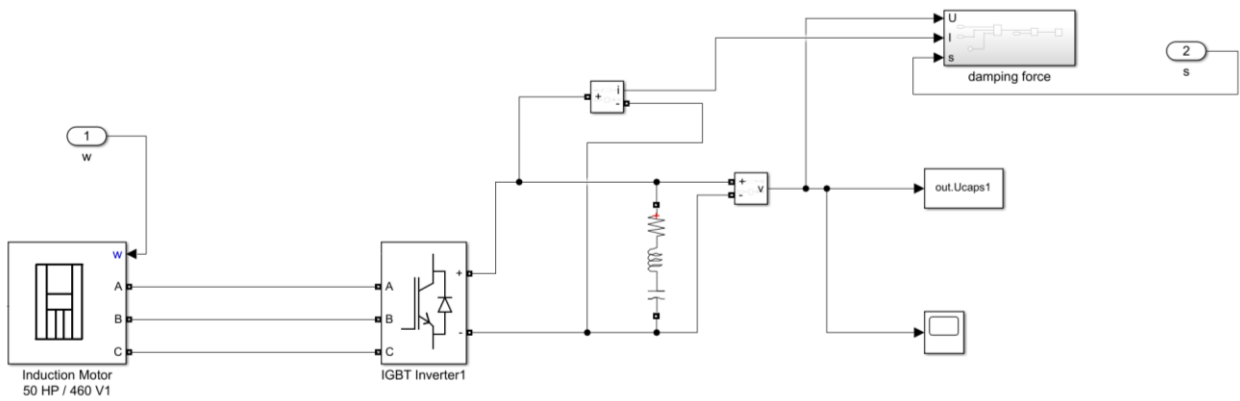 U
I
s
damping force
2
s
i
+
-
1
w
+
v
-
out.Ucaps1
w
A
B
C
+
A
B
-
C
Induction Motor
50 HP / 460 V1
IGBT Inverter1